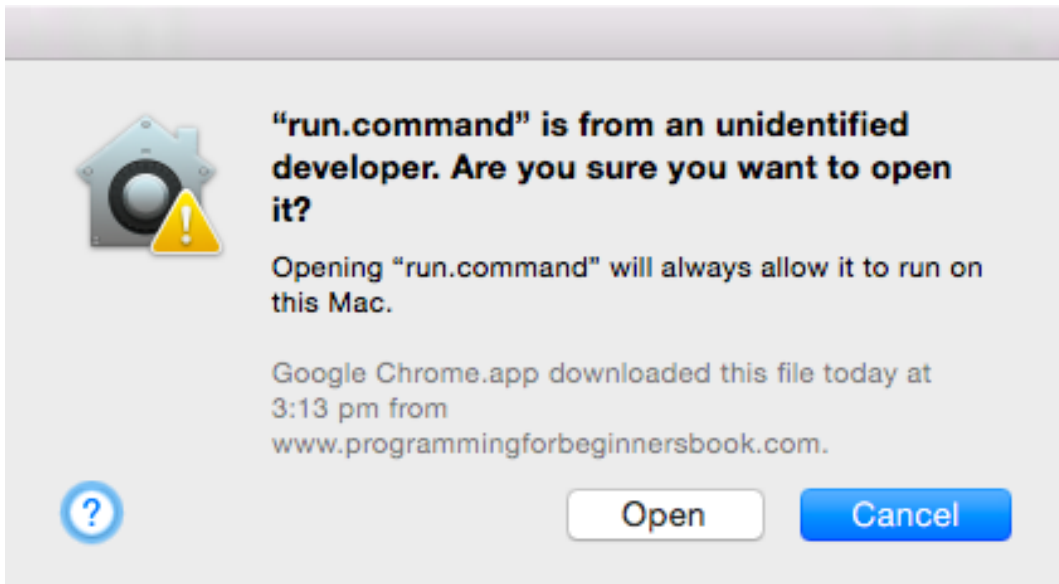 “run.command” is from an unidentified
developer. Are you sure you want to open
it?
Opening “run.command” will always allow it to run on
this Mac.
Google Chrome.app downloaded this file today at
3:13 pm from
www.programmingforbeginnersbook.com.
?
Open
Cancel